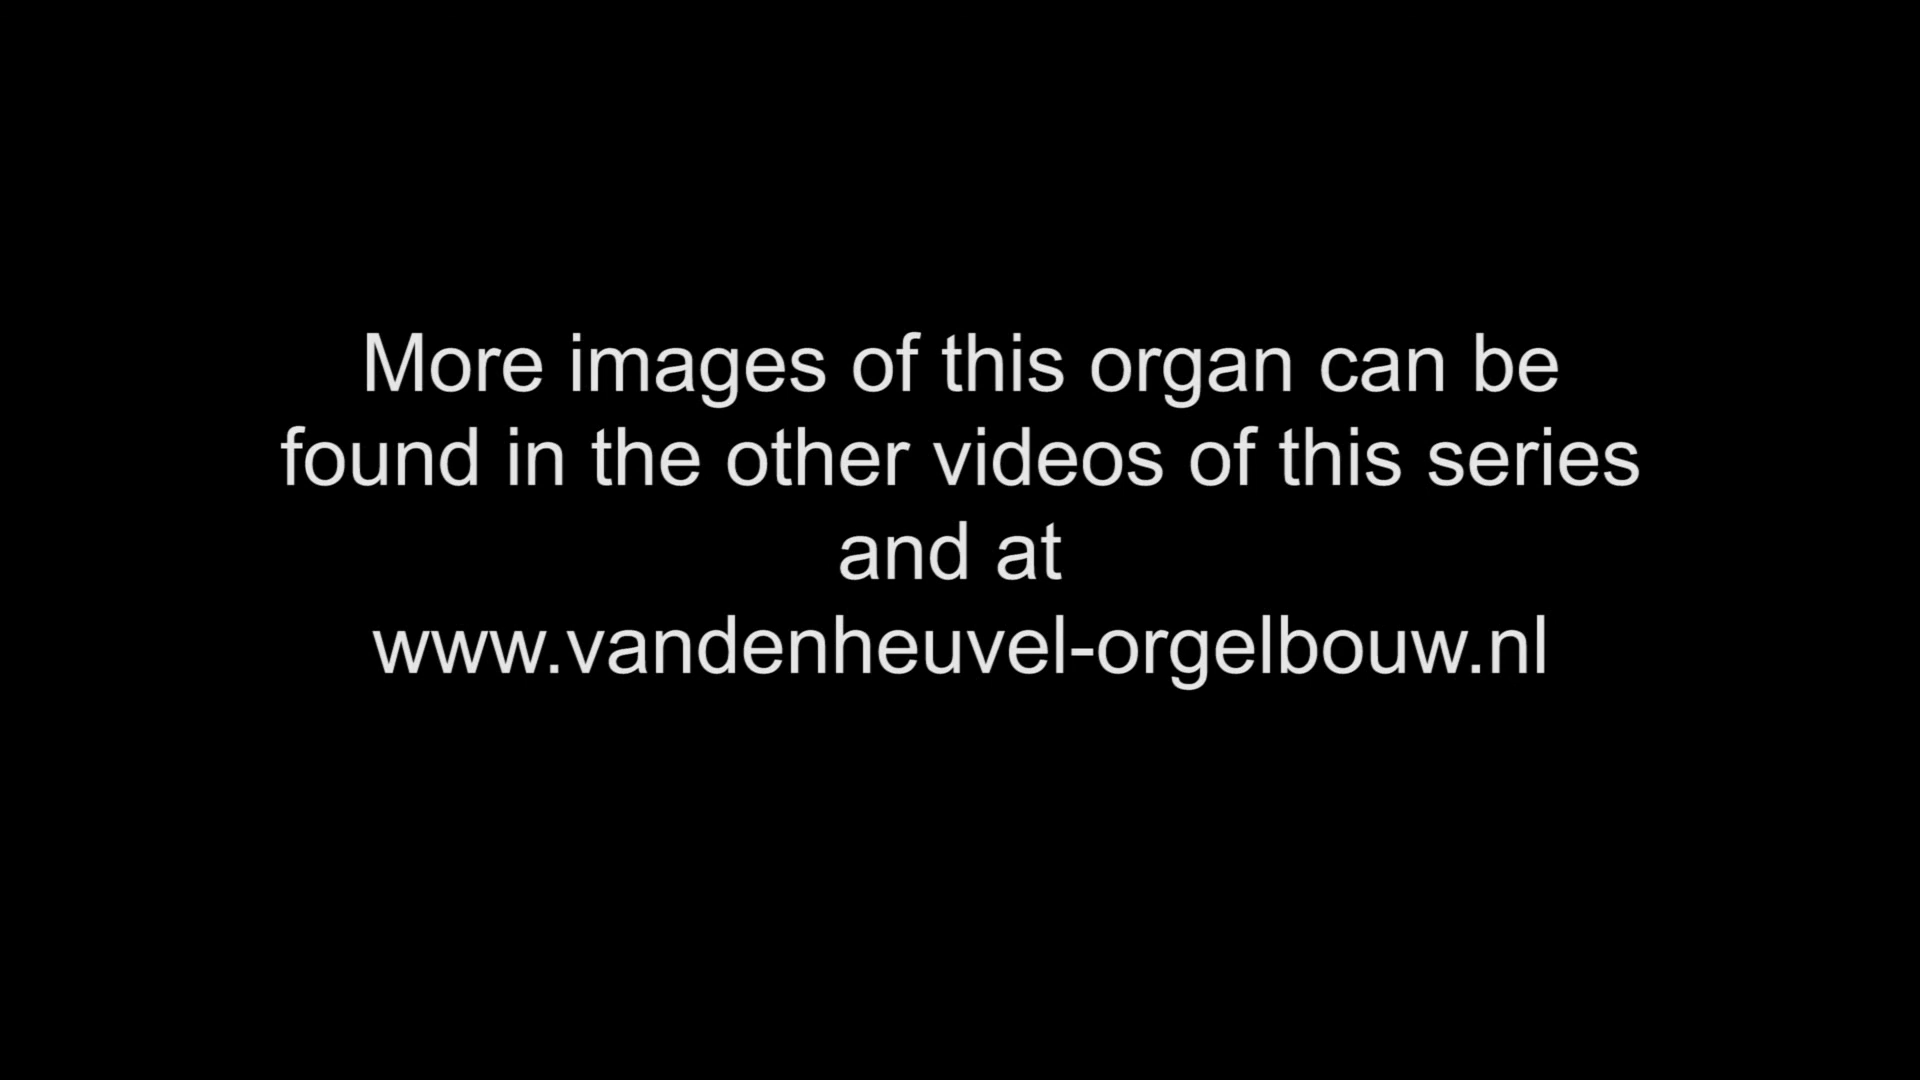 More images of this organ can be
found in the other videos of this series
and at
www.vandenheuvel-orgelbouw.nl